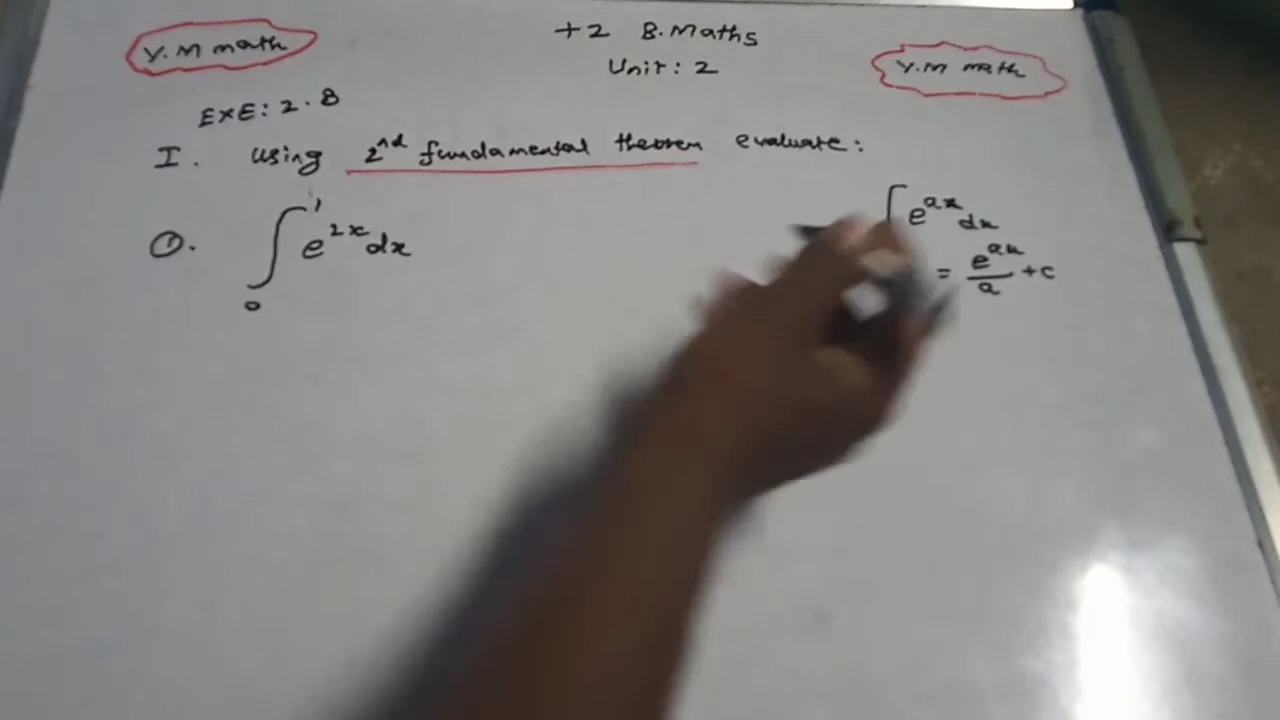 Y.M math
+2 B.Maths
Unit: 2
Y.M math
EXE: 2.8
I. Using 2nd fundamental theorem evaluate:
①. ∫₀¹ e^{2x} dx
∫ e^{ax} dx
= e^{ax}/a + c